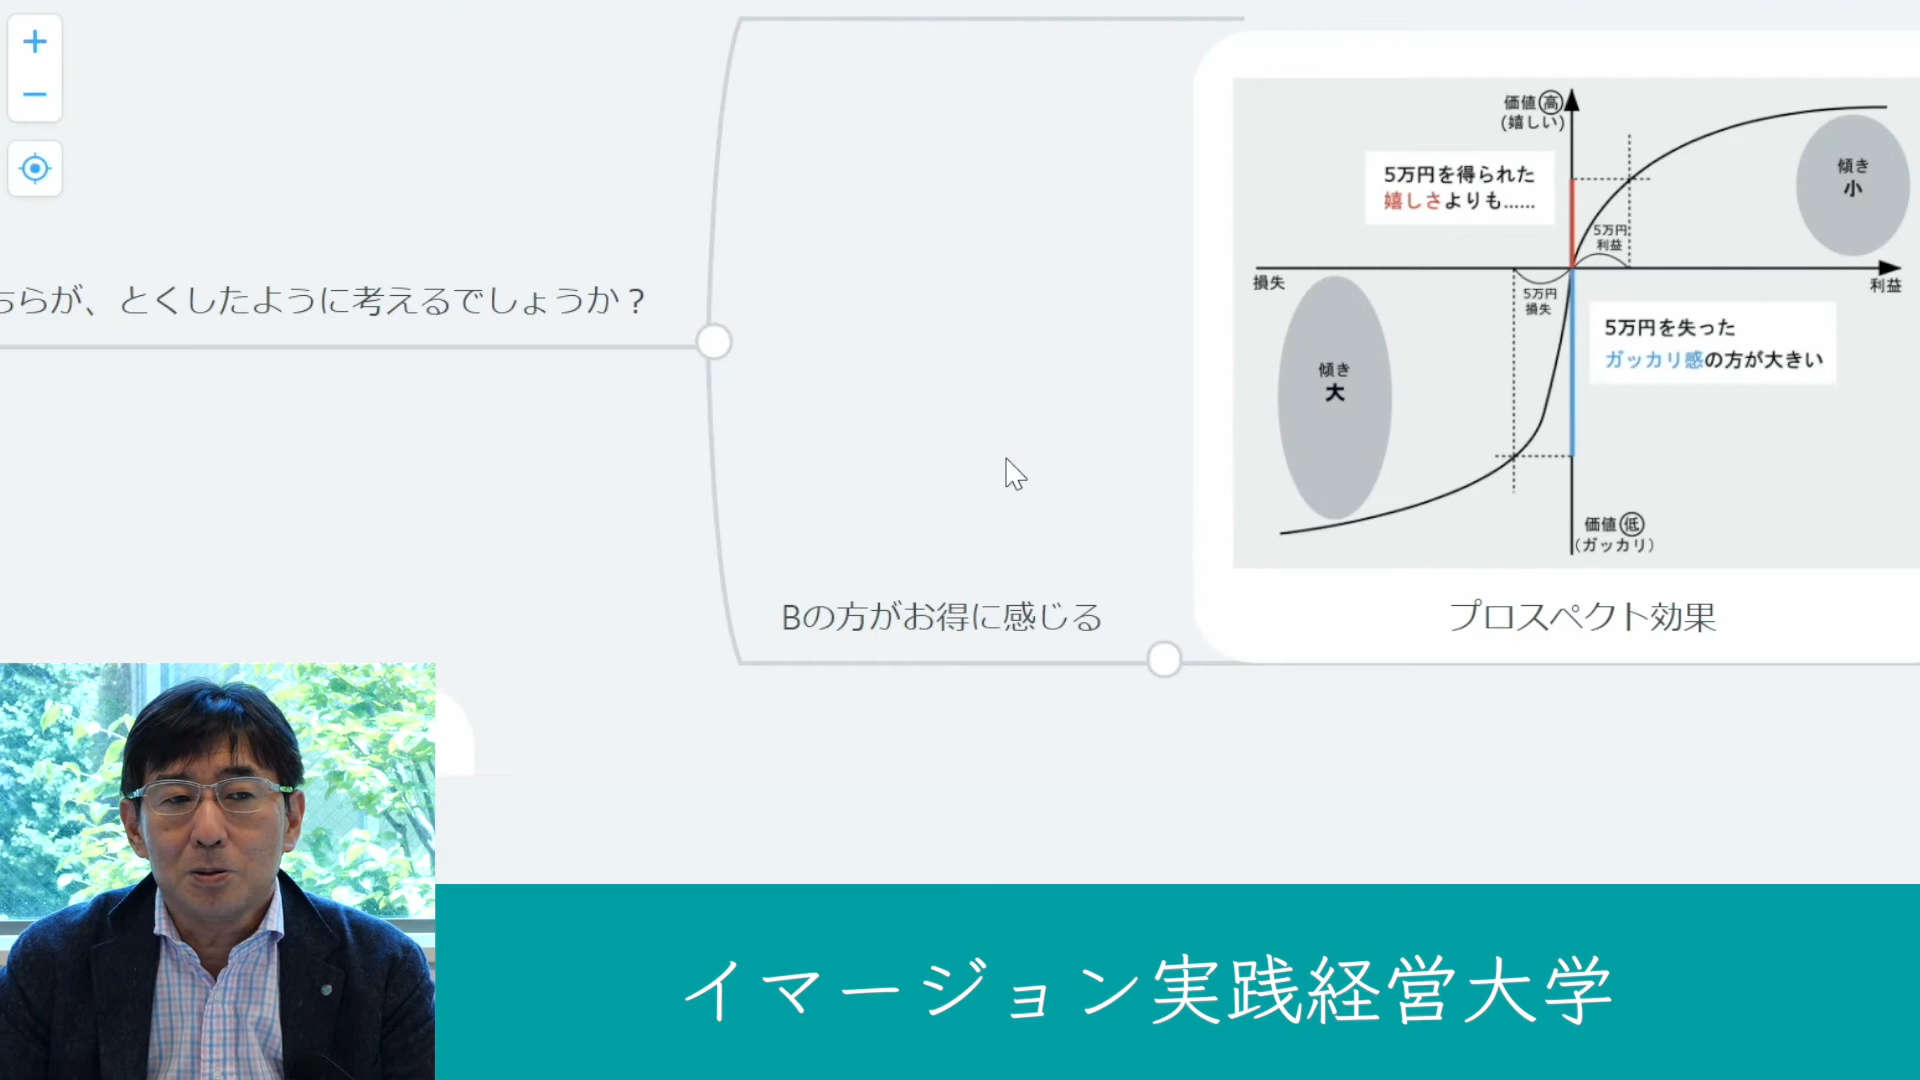 ちらが、とくしたように考えるでしょうか？
価値高
(嬉しい)
5万円を得られた
嬉しさよりも……
傾き
小
5万円
利益
損失
利益
5万円
損失
5万円を失った
ガッカリ感の方が大きい
傾き
大
価値低
(ガッカリ)
Bの方がお得に感じる
プロスペクト効果
イマージョン実践経営大学